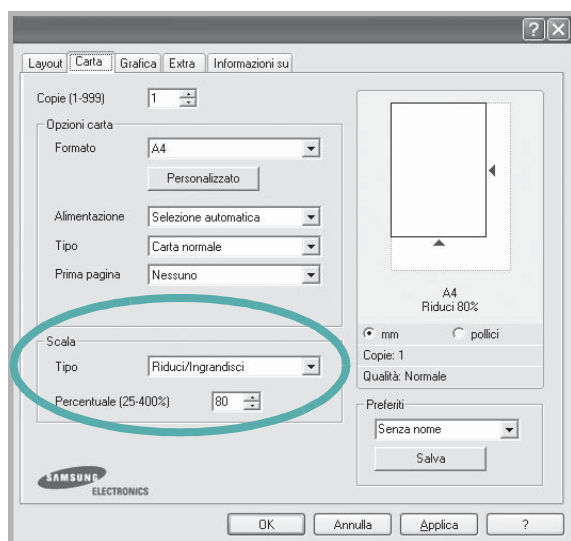 Layout Carta Grafica Extra Informazioni su
Copie (1-999) 1
Opzioni carta
Formato A4
Personalizzato
Alimentazione Selezione automatica
Tipo Carta normale
Prima pagina Nessuno
Scala
Tipo Riduci/Ingrandisci
Percentuale (25-400%) 80
SAMSUNG
ELECTRONICS
A4
Riduci 80%
mm pollici
Copie: 1
Qualità: Normale
Preferiti
Senza nome
Salva
OK Annulla Applica ?